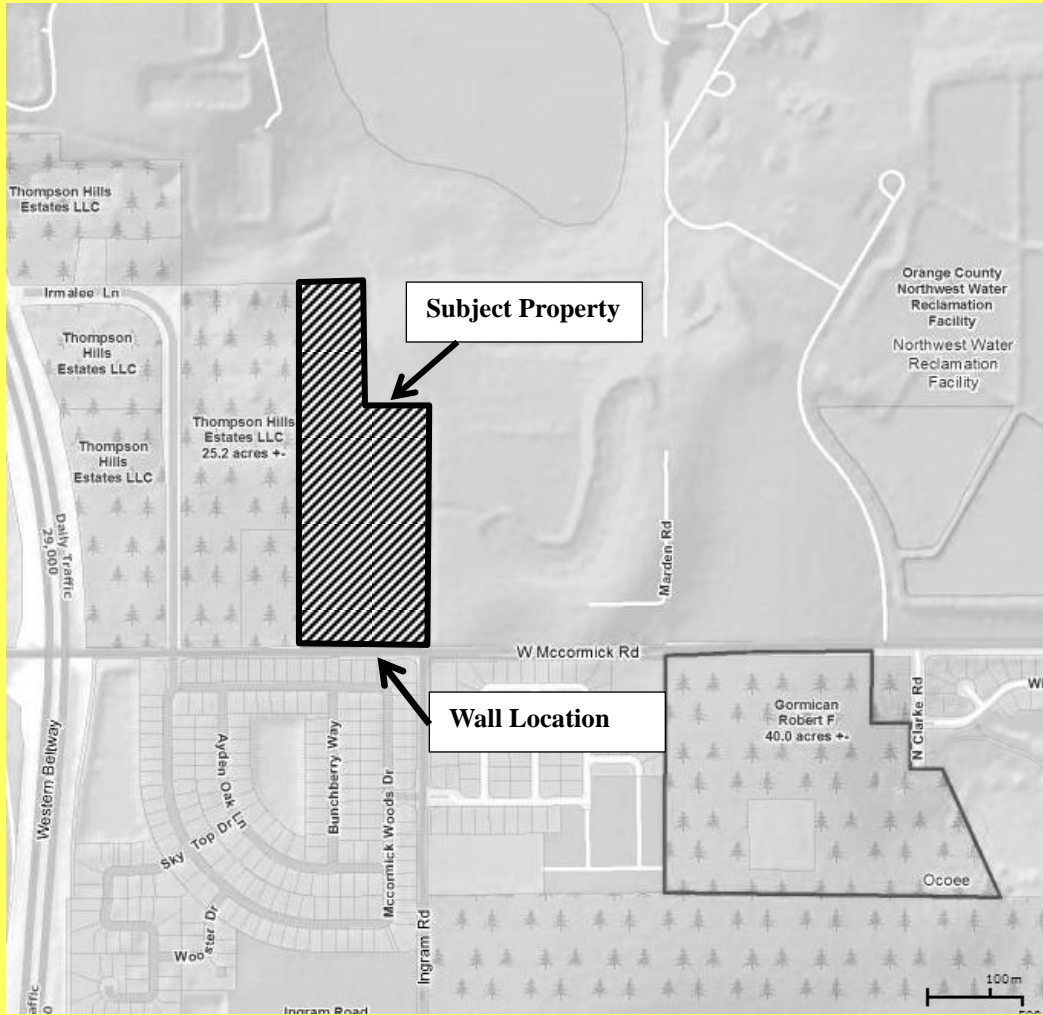 Thompson Hills
Estates LLC
Irmalee Ln
Thompson
Hills
Estates LLC
Thompson
Hills
Estates LLC
Thompson Hills
Estates LLC
25.2 acres +-
Subject Property
Orange County
Northwest Water
Reclamation
Facility
Northwest Water
Reclamation
Facility
Daily Traffic
29,000
Marden Rd
W Mccormick Rd
Wall Location
Gormican
Robert F
40.0 acres +-
N Clarke Rd
Western Beltway
Ayden Oak Ln
Bunchberry Way
Mccormick Woods Dr
Sky Top Dr
Wooster Dr
Ingram Rd
Ocoee
100m
Ingram Road